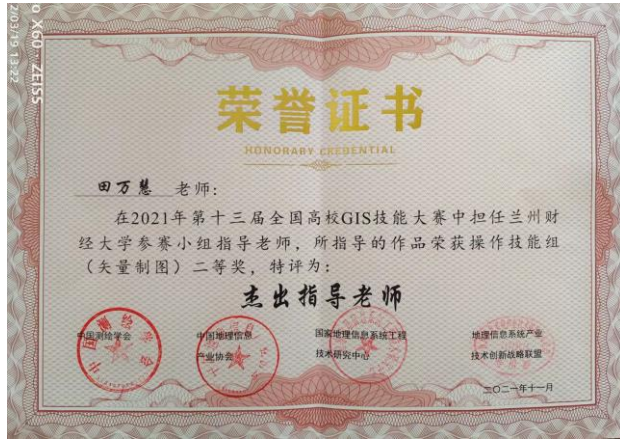 o X60 ZEISS
2/03/19 13:22
荣誉证书
HONORARY CREDENTIAL
田万慧 老师:
在2021年第十三届全国高校GIS技能大赛中担任兰州财
经大学参赛小组指导老师，所指导的作品荣获操作技能组
（矢量制图）二等奖，特评为:
杰出指导老师
中国测绘学会
中国地理信息
产业协会
国家地理信息系统工程
技术研究中心
地理信息系统产业
技术创新战略联盟
二〇二一年十一月